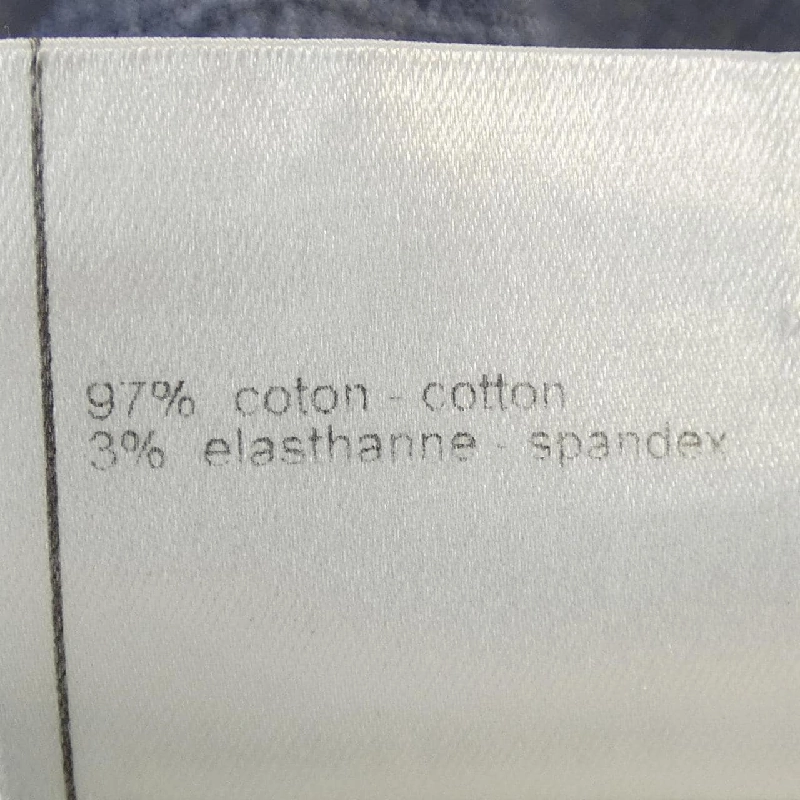 97% coton - cotton
3% elasthanne - spandex